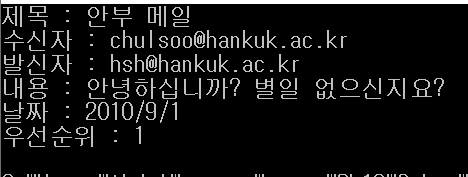 제목 : 안부 메일
수신자 : chulsoo@hankuk.ac.kr
발신자 : hsh@hankuk.ac.kr
내용 : 안녕하십니까? 별일 없으신지요?
날짜 : 2010/9/1
우선순위 : 1